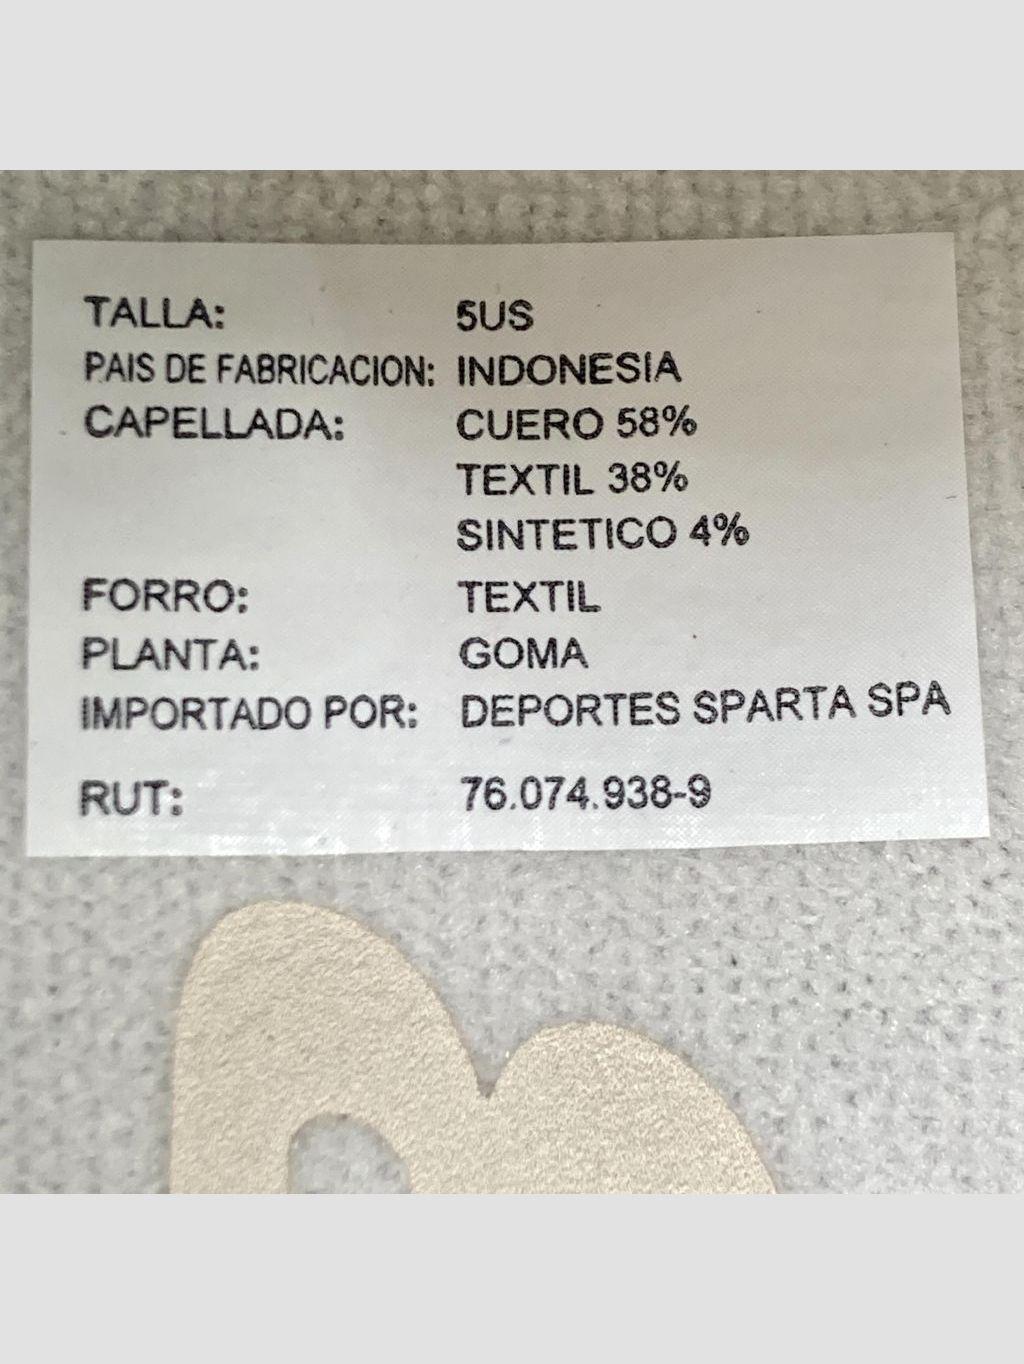 TALLA: 5US
PAIS DE FABRICACION: INDONESIA
CAPELLADA: CUERO 58%
TEXTIL 38%
SINTETICO 4%
FORRO: TEXTIL
PLANTA: GOMA
IMPORTADO POR: DEPORTES SPARTA SPA
RUT: 76.074.938-9